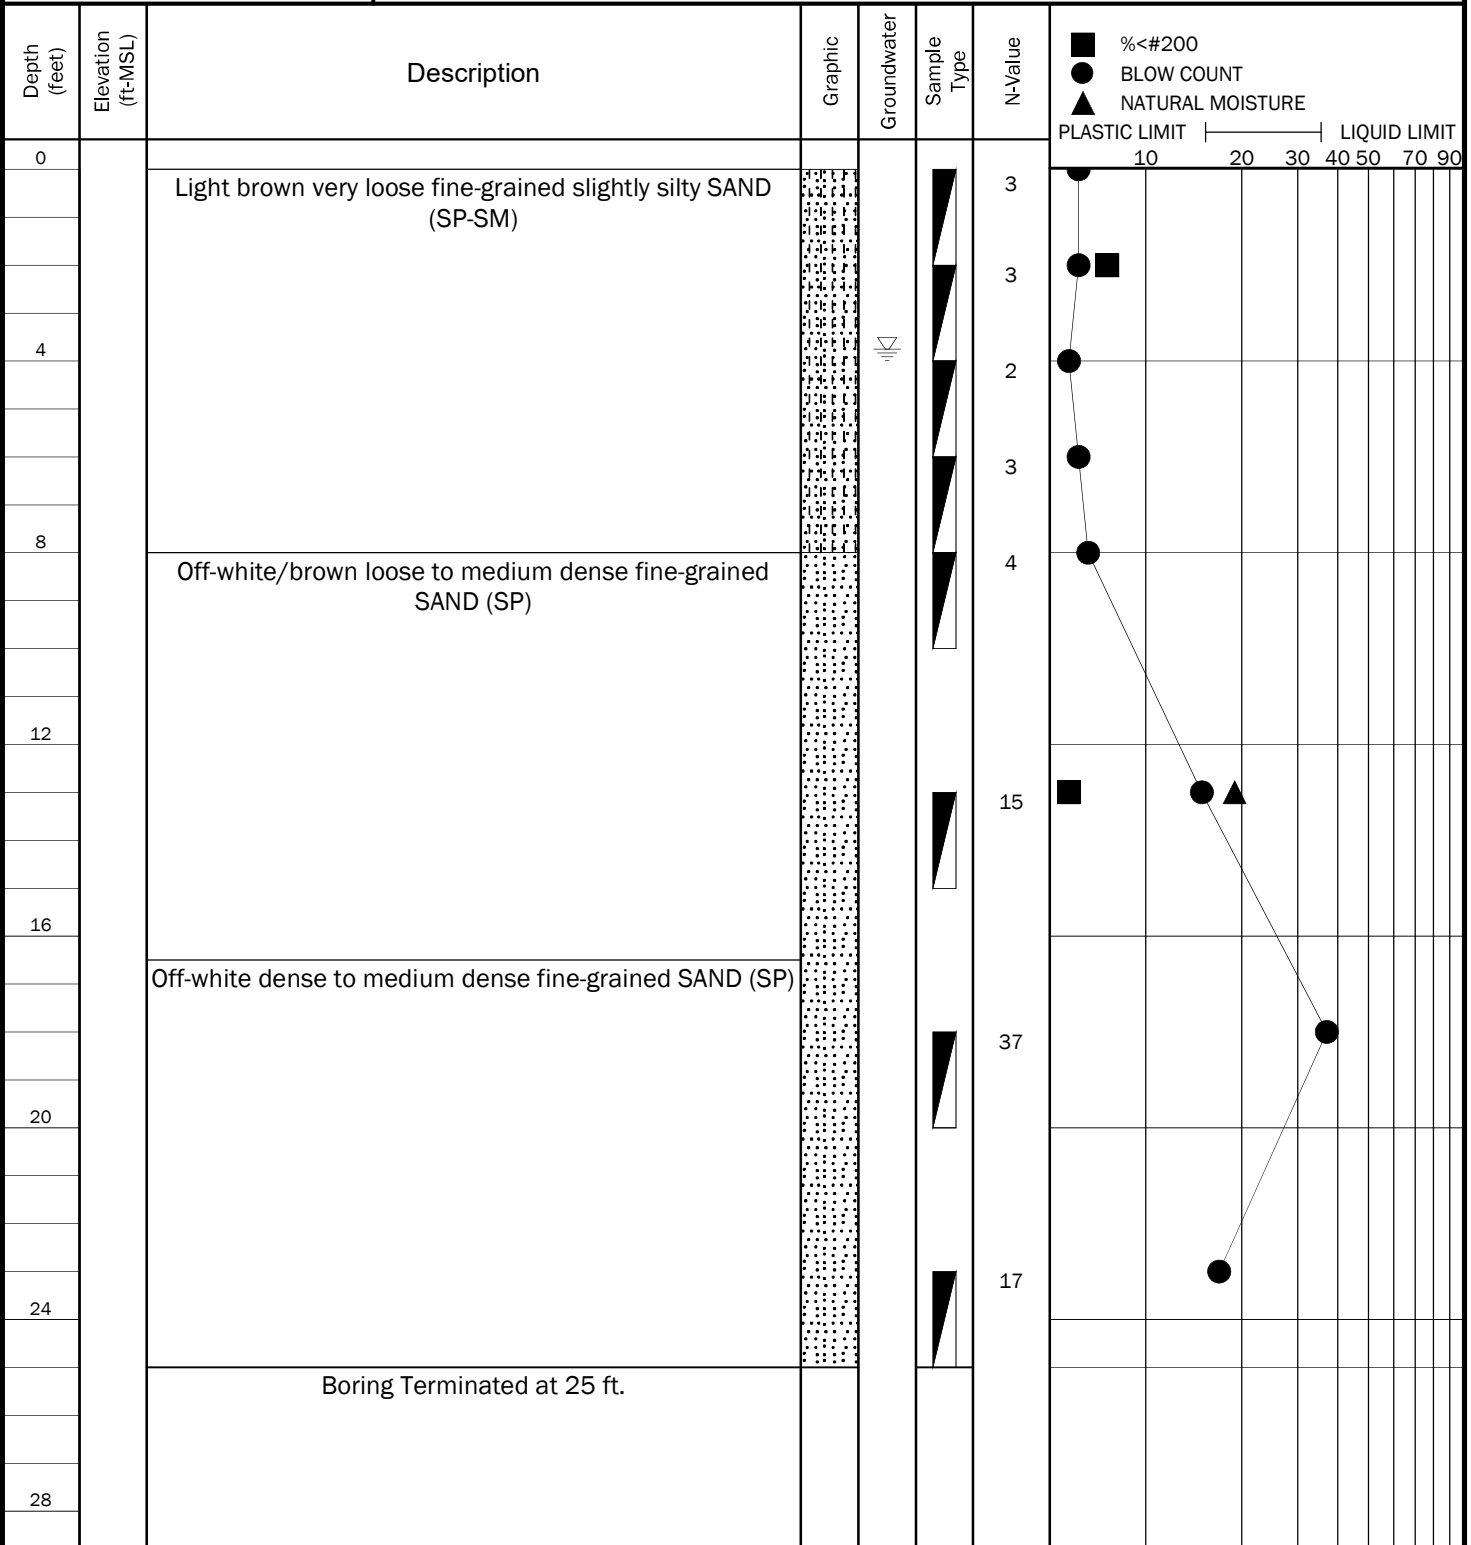 Depth
(feet)
Elevation
(ft-MSL)
Description
Graphic
Groundwater
Sample
Type
N-Value
%<#200
BLOW COUNT
NATURAL MOISTURE
PLASTIC LIMIT LIQUID LIMIT
10 20 30 40 50 70 90
0
Light brown very loose fine-grained slightly silty SAND
(SP-SM)
3
3
4
2
3
8
Off-white/brown loose to medium dense fine-grained
SAND (SP)
4
12
15
16
Off-white dense to medium dense fine-grained SAND (SP)
37
20
17
24
Boring Terminated at 25 ft.
28